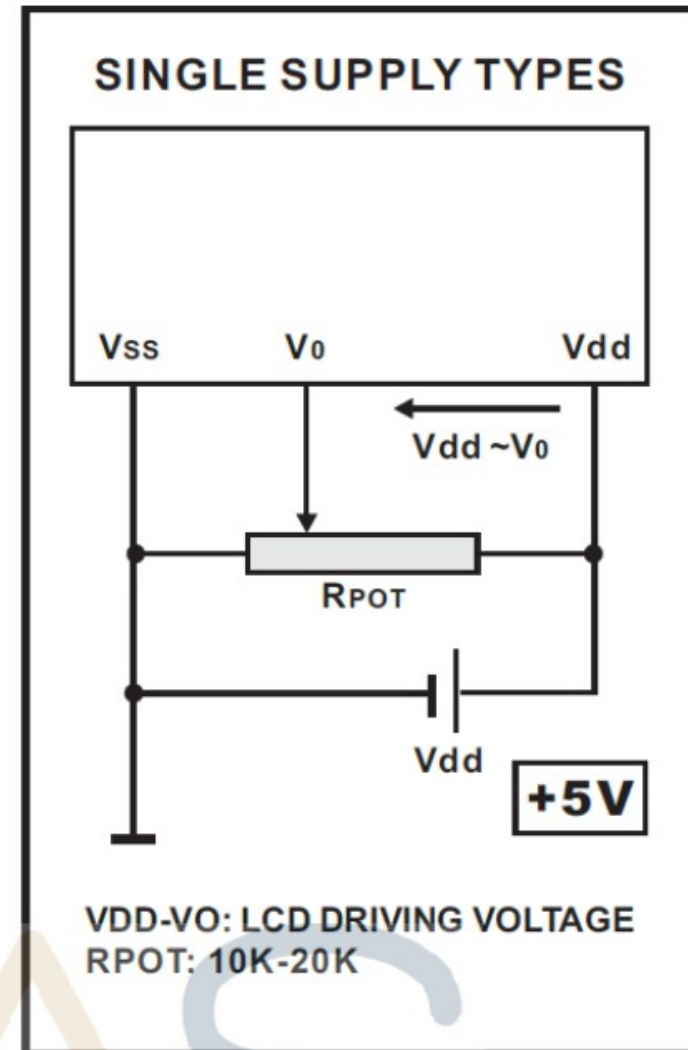 SINGLE SUPPLY TYPES
Vss V0 Vdd
Vdd ~V0
RPOT
Vdd
+5V
VDD-VO: LCD DRIVING VOLTAGE
RPOT: 10K-20K